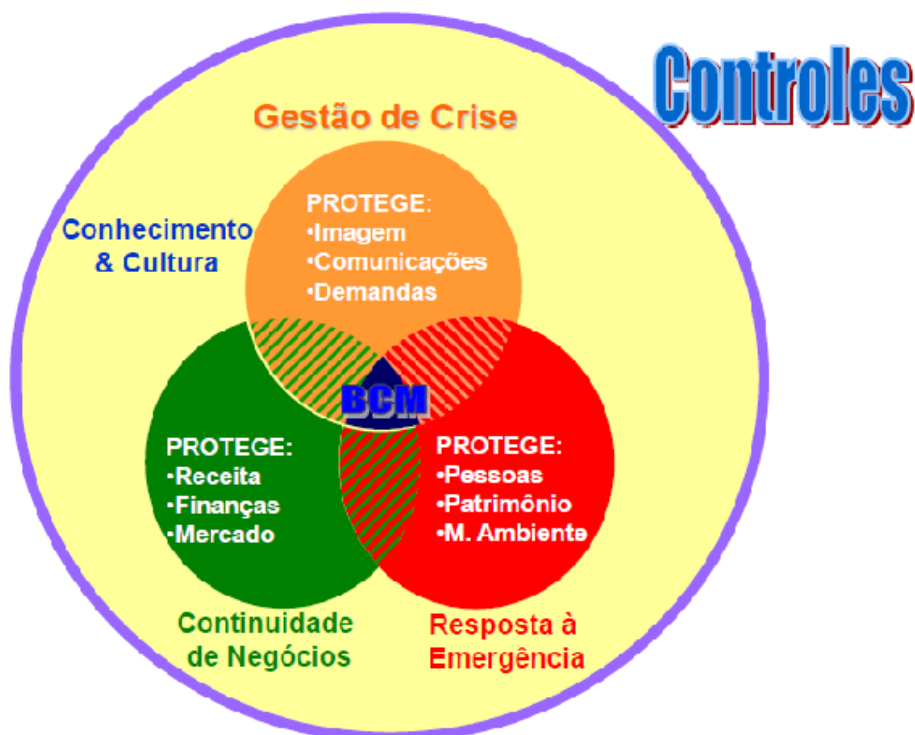 Controles
Gestão de Crise
PROTEGE:
•Imagem
•Comunicações
•Demandas
Conhecimento
& Cultura
BCM
PROTEGE:
•Receita
•Finanças
•Mercado
PROTEGE:
•Pessoas
•Patrimônio
•M. Ambiente
Continuidade
de Negócios
Resposta à
Emergência